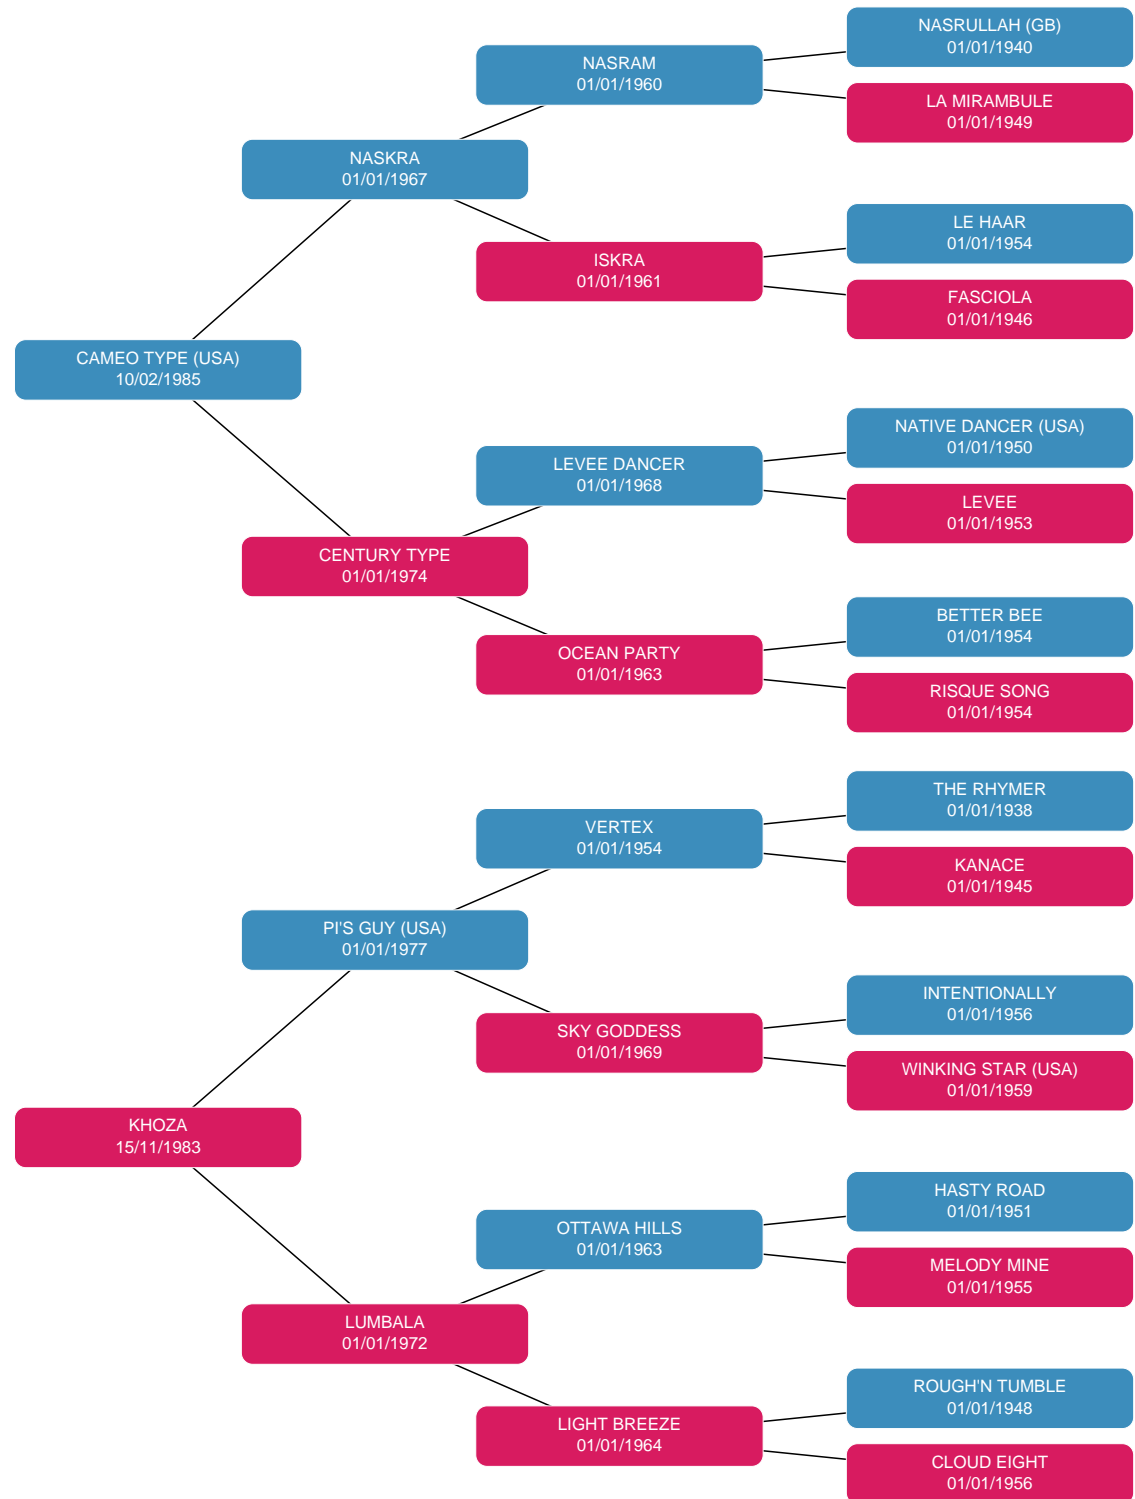 NASRULLAH (GB)
01/01/1940
NASRAM
01/01/1960
LA MIRAMBULE
01/01/1949
NASKRA
01/01/1967
LE HAAR
01/01/1954
ISKRA
01/01/1961
FASCIOLA
01/01/1946
CAMEO TYPE (USA)
10/02/1985
NATIVE DANCER (USA)
01/01/1950
LEVEE DANCER
01/01/1968
LEVEE
01/01/1953
CENTURY TYPE
01/01/1974
BETTER BEE
01/01/1954
OCEAN PARTY
01/01/1963
RISQUE SONG
01/01/1954
THE RHYMER
01/01/1938
VERTEX
01/01/1954
KANACE
01/01/1945
PI'S GUY (USA)
01/01/1977
INTENTIONALLY
01/01/1956
SKY GODDESS
01/01/1969
WINKING STAR (USA)
01/01/1959
KHOZA
15/11/1983
HASTY ROAD
01/01/1951
OTTAWA HILLS
01/01/1963
MELODY MINE
01/01/1955
LUMBALA
01/01/1972
ROUGH'N TUMBLE
01/01/1948
LIGHT BREEZE
01/01/1964
CLOUD EIGHT
01/01/1956